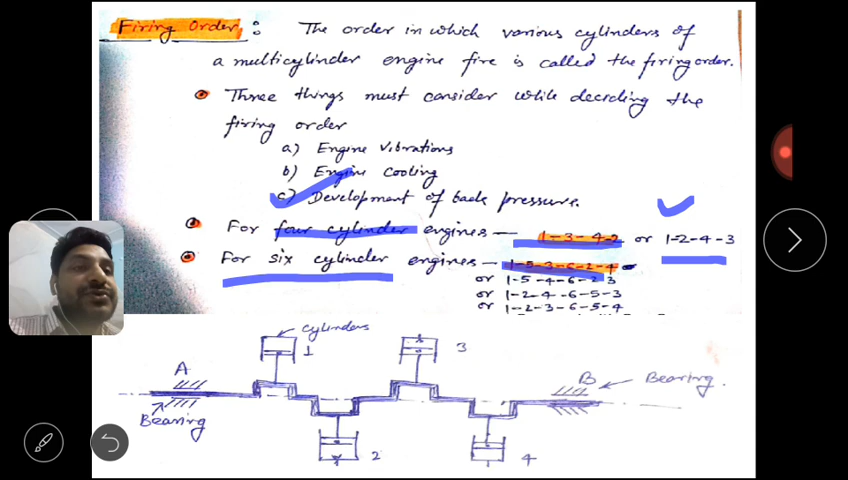 Firing Order :
The order in which various cylinders of
a multicylinder engine fire is called the firing order.
Three things must consider while deciding the
firing order
a) Engine vibrations
b) Engine cooling
c) Development of back pressure.
For four cylinder engines — 1-3-4-2 or 1-2-4-3
For six cylinder engines — 1-5-3-6-2-4
or 1-5-4-6-2-3
or 1-2-4-6-5-3
or 1-2-3-6-5-4
cylinders
1
3
A
B
Bearing.
Bearing
2
4